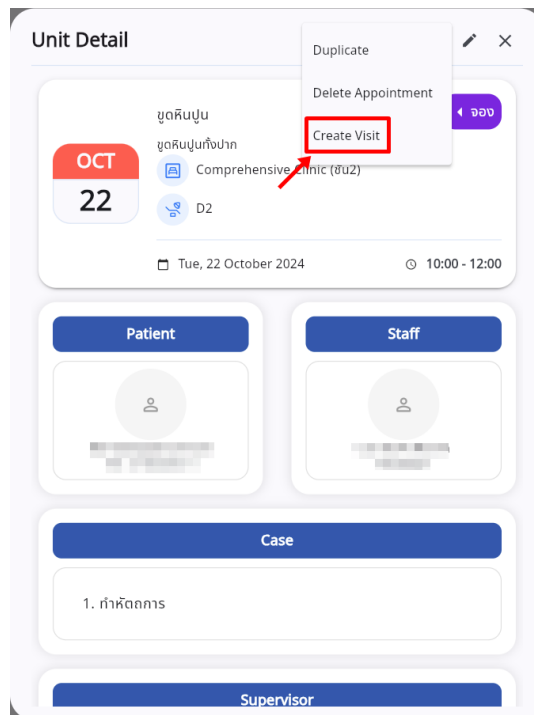 Unit Detail
Duplicate
Delete Appointment
Create Visit
จอง
ขูดหินปูน
ขูดหินปูนทั้งปาก
OCT
22
Comprehensive Clinic (ชั้น2)
D2
Tue, 22 October 2024
10:00 - 12:00
Patient
Staff
Case
1. ทำหัตถการ
Supervisor